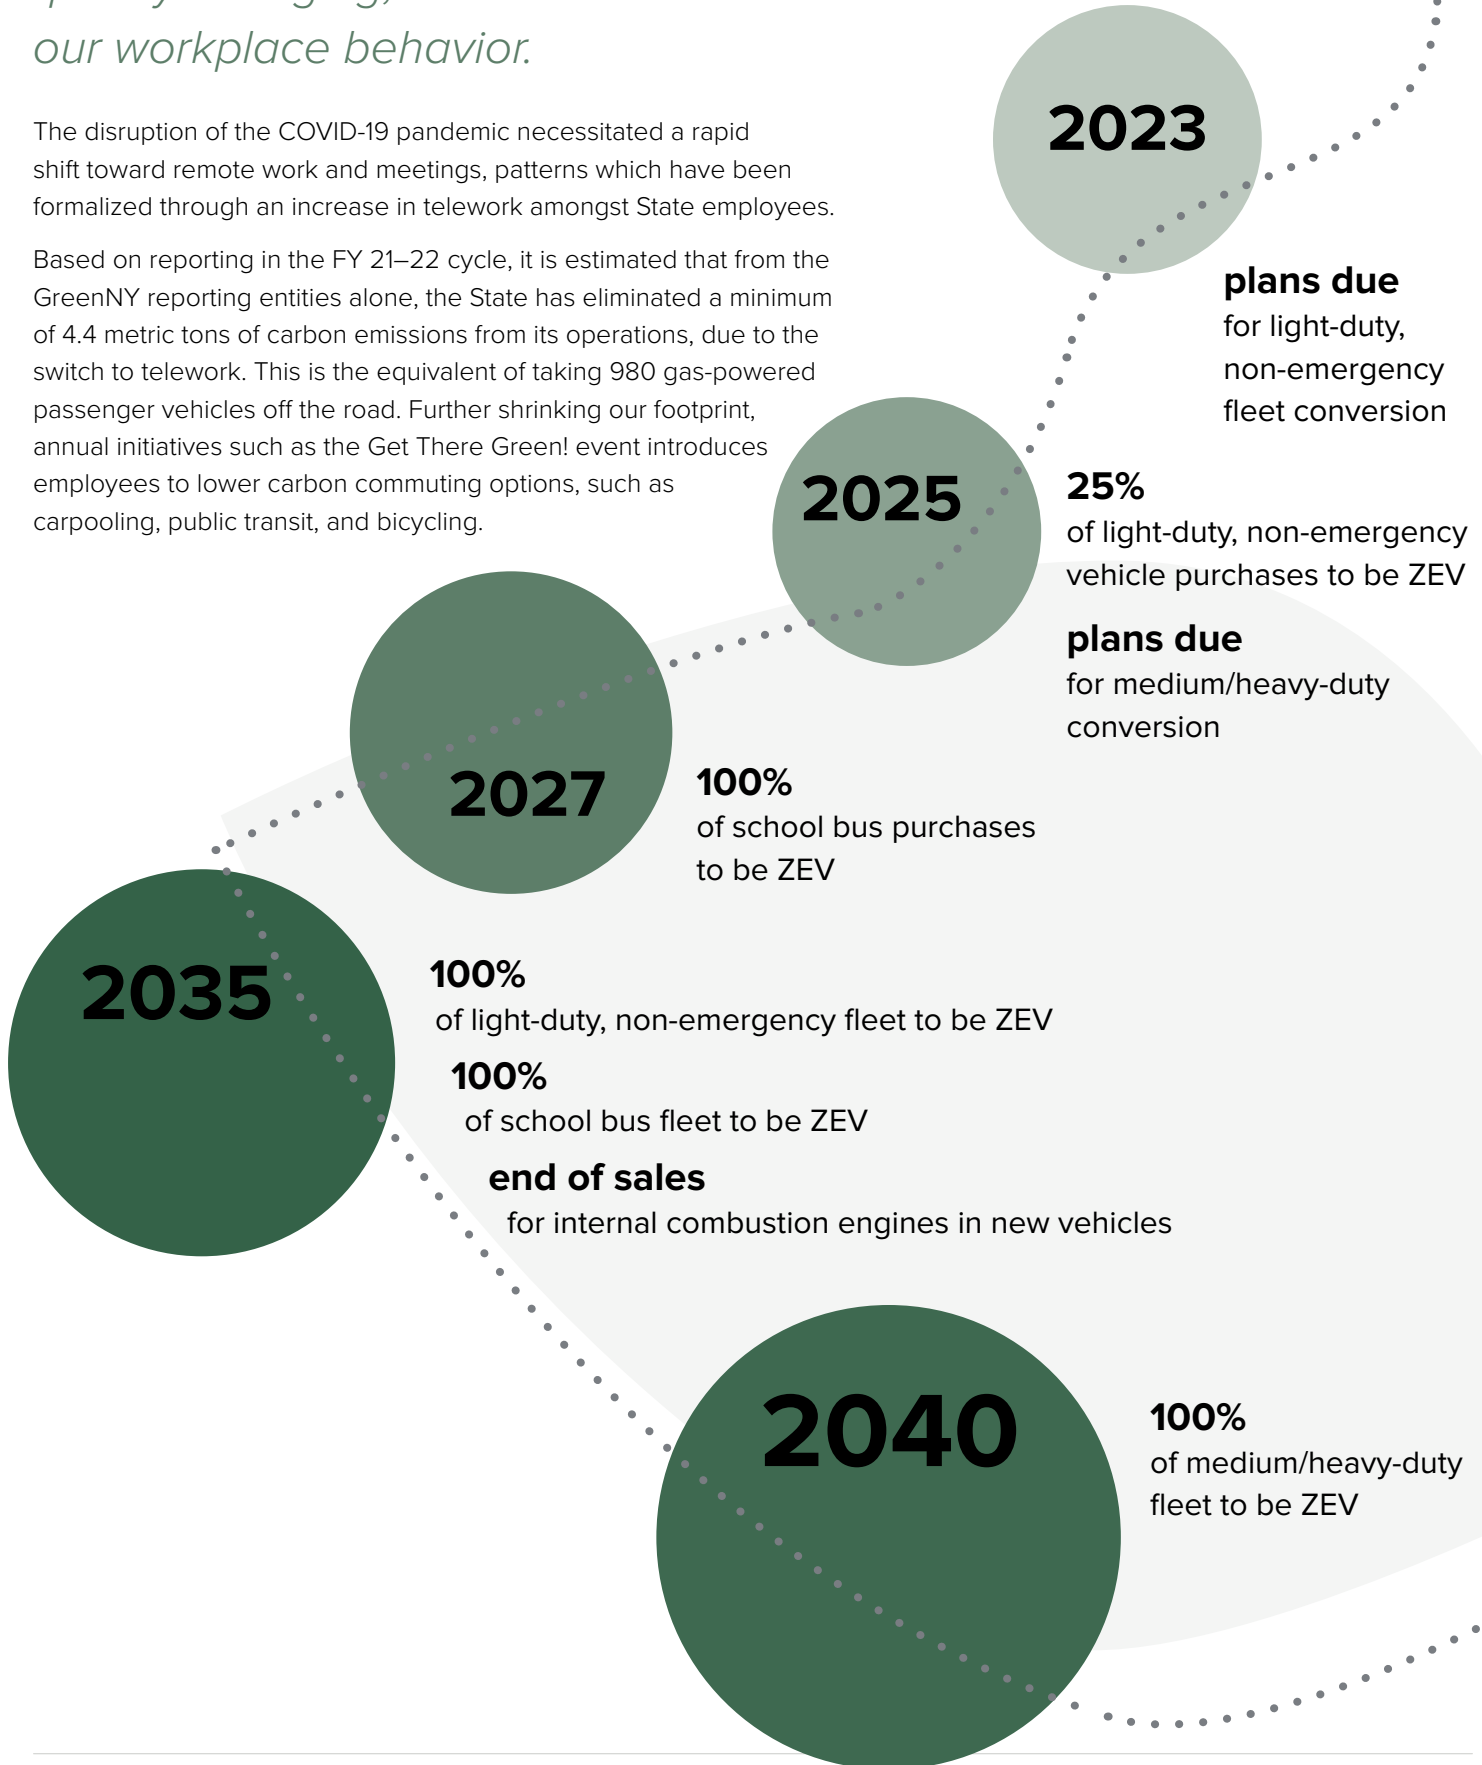 our workplace behavior.
The disruption of the COVID-19 pandemic necessitated a rapid
shift toward remote work and meetings, patterns which have been
formalized through an increase in telework amongst State employees.
Based on reporting in the FY 21–22 cycle, it is estimated that from the
GreenNY reporting entities alone, the State has eliminated a minimum
of 4.4 metric tons of carbon emissions from its operations, due to the
switch to telework. This is the equivalent of taking 980 gas-powered
passenger vehicles off the road. Further shrinking our footprint,
annual initiatives such as the Get There Green! event introduces
employees to lower carbon commuting options, such as
carpooling, public transit, and bicycling.
2023
plans due
for light-duty,
non-emergency
fleet conversion
2025
25%
of light-duty, non-emergency
vehicle purchases to be ZEV
plans due
for medium/heavy-duty
conversion
2027
100%
of school bus purchases
to be ZEV
2035
100%
of light-duty, non-emergency fleet to be ZEV
100%
of school bus fleet to be ZEV
end of sales
for internal combustion engines in new vehicles
2040
100%
of medium/heavy-duty
fleet to be ZEV